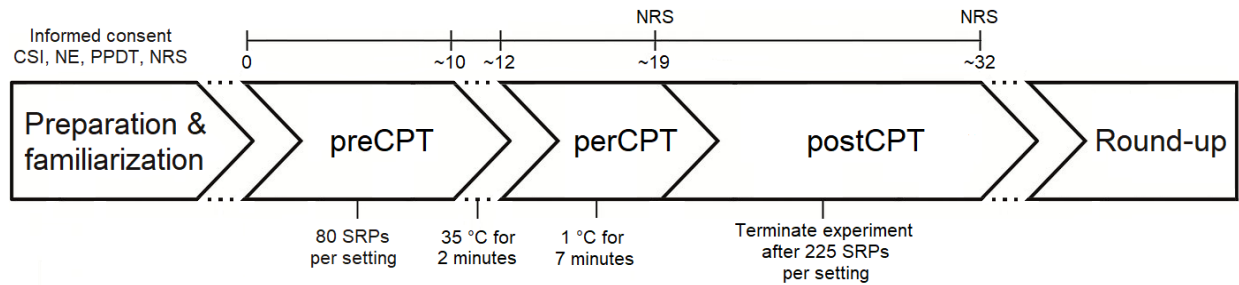 Informed consent
CSI, NE, PPDT, NRS
NRS
NRS
0
~10
~12
~19
~32
Preparation &
familiarization
preCPT
perCPT
postCPT
Round-up
80 SRPs
per setting
35 °C for
2 minutes
1 °C for
7 minutes
Terminate experiment
after 225 SRPs
per setting